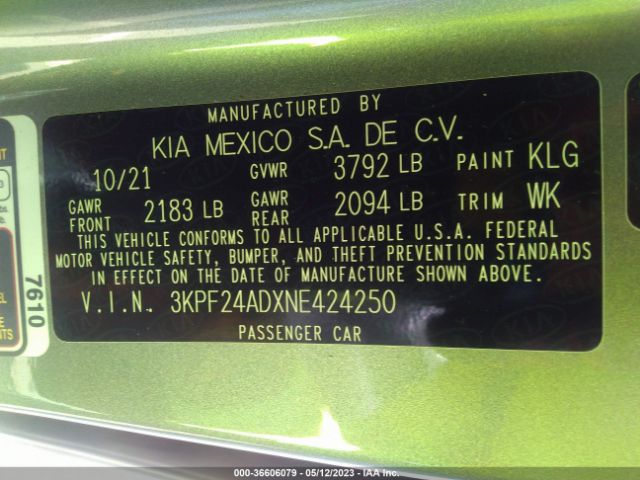 MANUFACTURED BY
KIA MEXICO S.A. DE C.V.
10/21 GVWR 3792 LB PAINT KLG
GAWR FRONT 2183 LB GAWR REAR 2094 LB TRIM WK
THIS VEHICLE CONFORMS TO ALL APPLICABLE U.S.A. FEDERAL
MOTOR VEHICLE SAFETY, BUMPER, AND THEFT PREVENTION STANDARDS
IN EFFECT ON THE DATE OF MANUFACTURE SHOWN ABOVE.
V.I.N. 3KPF24ADXNE424250
PASSENGER CAR
7610
000-36606079 - 05/12/2023 - IAA Inc.